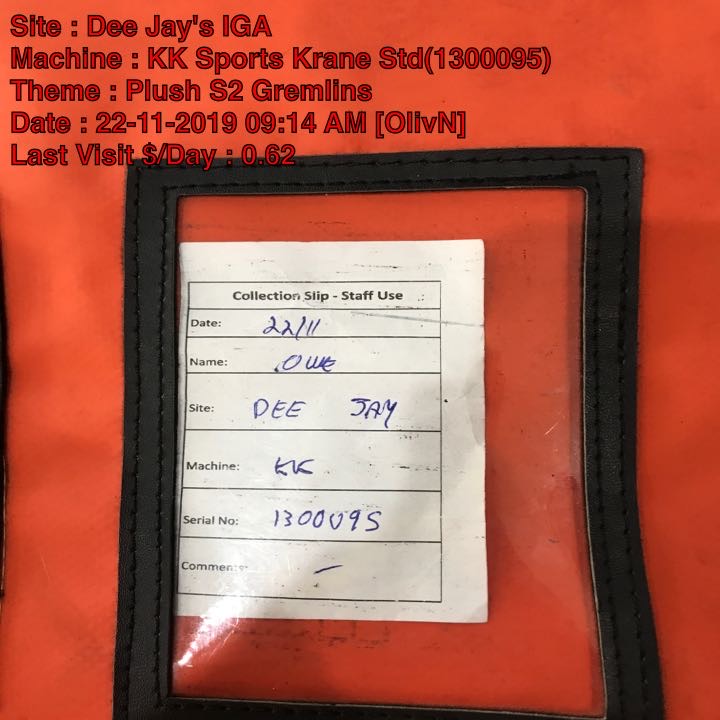 Site : Dee Jay's IGA
Machine : KK Sports Krane Std(1300095)
Theme : Plush S2 Gremlins
Date : 22-11-2019 09:14 AM [OlivN]
Last Visit $/Day : 0.62
Collection Slip - Staff Use
Date: 22/11
Name:
Site: DEE JAY
Machine: KK
Serial No: 1300095
Comments: –